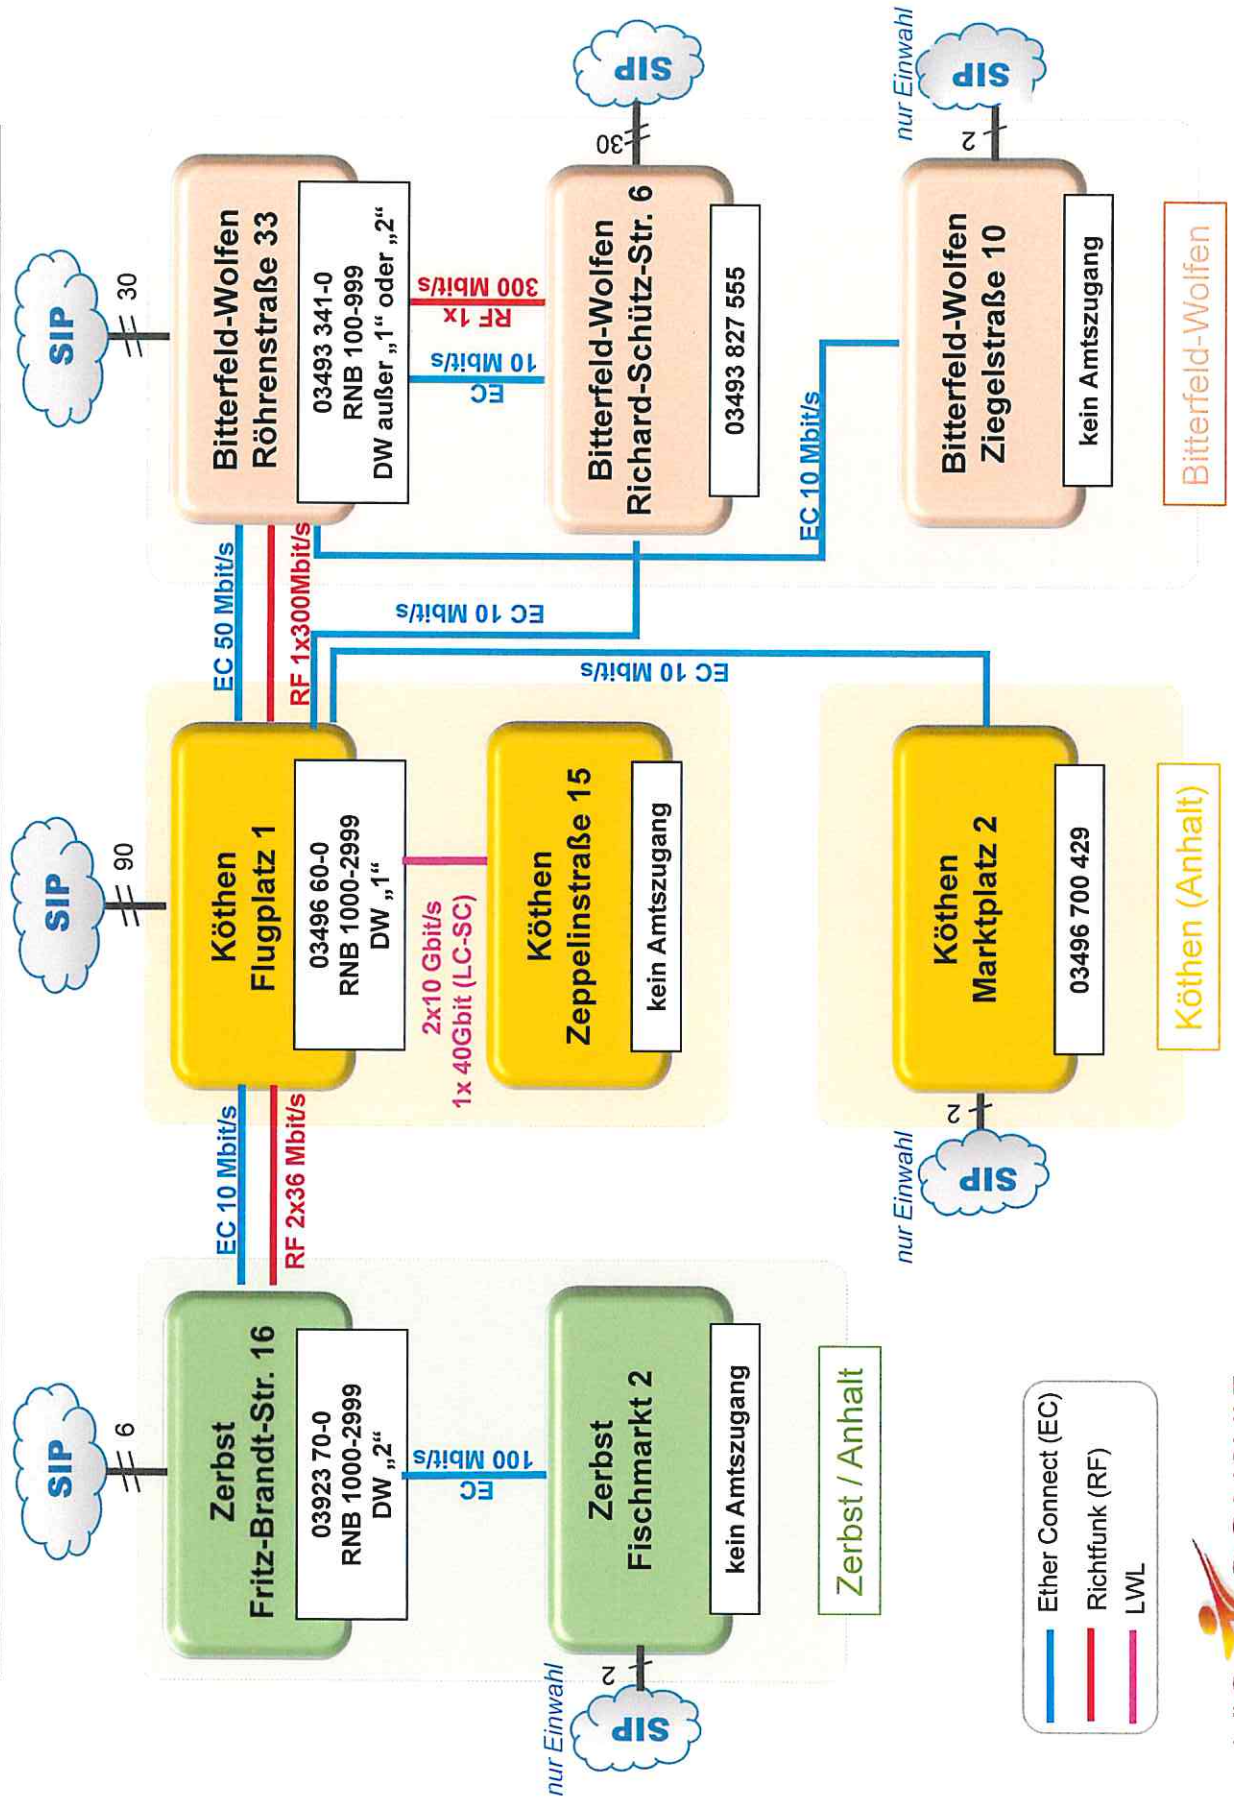 SIP
6
Zerbst
Fritz-Brandt-Str. 16
03923 70-0
RNB 1000-2999
DW „2“
EC
100 Mbit/s
Zerbst
Fischmarkt 2
kein Amtszugang
nur Einwahl
SIP
2
Zerbst / Anhalt
EC 10 Mbit/s
RF 2x36 Mbit/s
SIP
90
Köthen
Flugplatz 1
03496 60-0
RNB 1000-2999
DW „1“
2x10 Gbit/s
1x 40Gbit (LC-SC)
Köthen
Zeppelinstraße 15
kein Amtszugang
nur Einwahl
SIP
2
Köthen
Marktplatz 2
03496 700 429
Köthen (Anhalt)
EC 50 Mbit/s
RF 1x300Mbit/s
EC 10 Mbit/s
EC 10 Mbit/s
SIP
30
Bitterfeld-Wolfen
Röhrenstraße 33
03493 341-0
RNB 100-999
DW außer „1“ oder „2“
EC
10 Mbit/s
RF 1x
300 Mbit/s
Bitterfeld-Wolfen
Richard-Schütz-Str. 6
03493 827 555
30
SIP
EC 10 Mbit/s
Bitterfeld-Wolfen
Ziegelstraße 10
kein Amtszugang
nur Einwahl
2
SIP
Bitterfeld-Wolfen
Ether Connect (EC)
Richtfunk (RF)
LWL